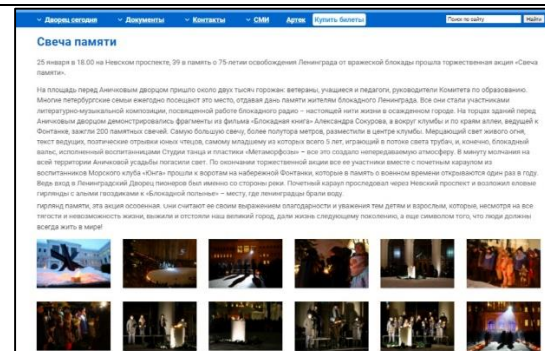 Дворец сегодня Документы Контакты СМИ Артек Купить билеты Поиск по сайту Найти
Свеча памяти
25 января в 18.00 на Невском проспекте, 39 в память о 75-летии освобождения Ленинграда от вражеской блокады прошла торжественная акция «Свеча
памяти».
На площадь перед Аничковым дворцом пришло около двух тысяч горожан: ветераны, учащиеся и педагоги, руководители Комитета по образованию.
Многие петербургские семьи ежегодно посещают это место, отдавая дань памяти жителям блокадного Ленинграда. Все они стали участниками
литературно-музыкальной композиции, посвященной работе блокадного радио – настоящей нити жизни в осажденном городе. На торцах зданий перед
Аничковым дворцом демонстрировались фрагменты из фильма «Блокадная книга» Александра Сокурова, а вокруг клумбы и по краям аллеи, ведущей к
Фонтанке, зажгли 200 памятных свечей. Самую большую свечу, более полутора метров, разместили в центре клумбы. Мерцающий свет живого огня,
текст ведущих, поэтические отрывки юных чтецов, самому младшему из которых всего 5 лет, играющий в потоке света трубач, и, конечно, блокадный
вальс, исполненный воспитанницами Студии танца и пластики «Метаморфозы» – все это создало непередаваемую атмосферу. В минуту молчания на
всей территории Аничковой усадьбы погасили свет. По окончании торжественной акции все ее участники вместе с почетным караулом из
воспитанников Морского клуба «Юнга» прошли к воротам на набережной Фонтанки, которые в память о военном времени открываются один раз в году.
Ведь вход в Ленинградский Дворец пионеров был именно со стороны реки. Почетный караул проследовал через Невский проспект и возложил еловые
гирлянды с алыми гвоздиками к «Блокадной полынье» – месту, где ленинградцы брали воду.
гирлянд памяти, эта акция особенная. Они считают ее своим выражением благодарности и уважения тем детям и взрослым, которые, несмотря на все
тягости и невозможность жизни, выжили и отстояли наш великий город, дали жизнь следующему поколению, а еще символом того, что люди должны
всегда жить в мире!